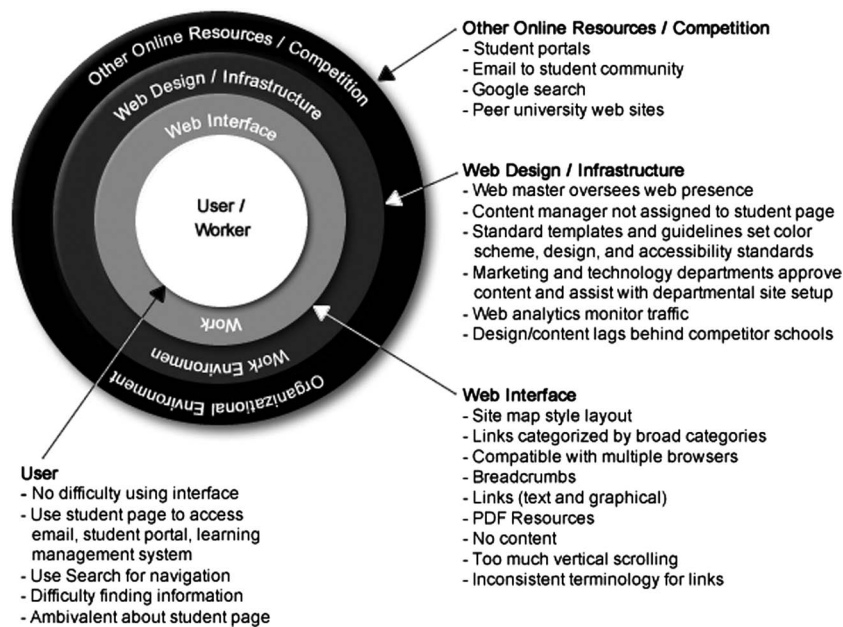 Other Online Resources / Competition
Web Design / Infrastructure
Web Interface
User /
Worker
Work
Work Environmen
Organizational Environment
Other Online Resources / Competition
- Student portals
- Email to student community
- Google search
- Peer university web sites
Web Design / Infrastructure
- Web master oversees web presence
- Content manager not assigned to student page
- Standard templates and guidelines set color
scheme, design, and accessibility standards
- Marketing and technology departments approve
content and assist with departmental site setup
- Web analytics monitor traffic
- Design/content lags behind competitor schools
Web Interface
- Site map style layout
- Links categorized by broad categories
- Compatible with multiple browsers
- Breadcrumbs
- Links (text and graphical)
- PDF Resources
- No content
- Too much vertical scrolling
- Inconsistent terminology for links
User
- No difficulty using interface
- Use student page to access
email, student portal, learning
management system
- Use Search for navigation
- Difficulty finding information
- Ambivalent about student page